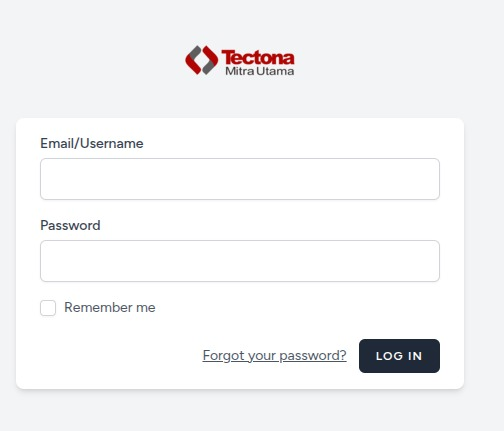 Tectona
Mitra Utama
Email/Username
Password
Remember me
Forgot your password?
LOG IN